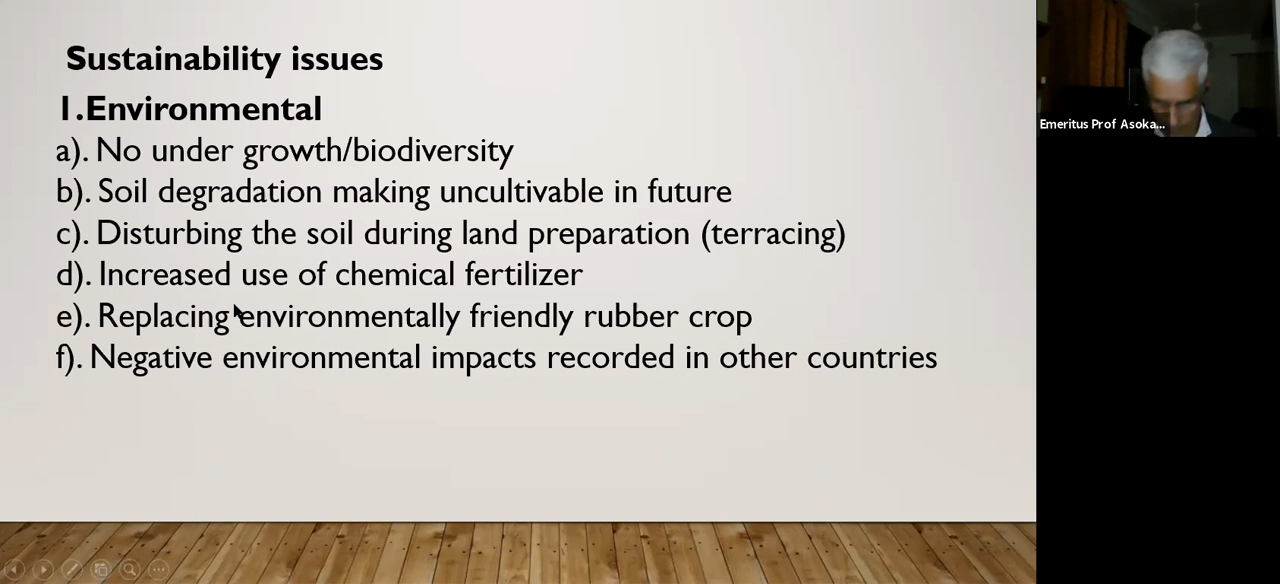 Sustainability issues
1.Environmental
a). No under growth/biodiversity
b). Soil degradation making uncultivable in future
c). Disturbing the soil during land preparation (terracing)
d). Increased use of chemical fertilizer
e). Replacing environmentally friendly rubber crop
f). Negative environmental impacts recorded in other countries
Emeritus Prof Asoka...